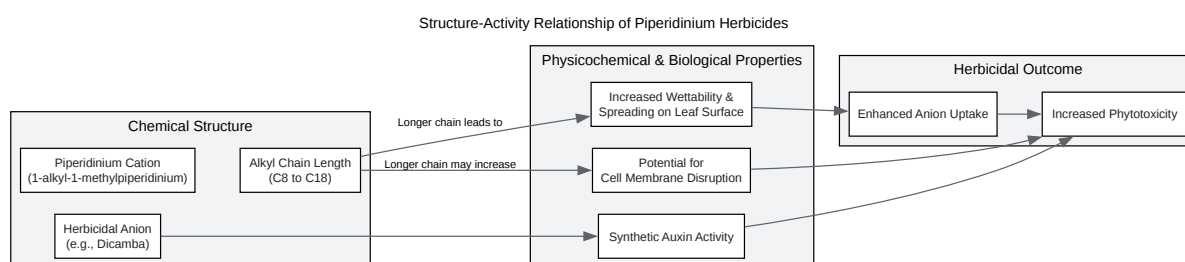 Structure-Activity Relationship of Piperidinium Herbicides
Chemical Structure
Piperidinium Cation
(1-alkyl-1-methylpiperidinium)
Alkyl Chain Length
(C8 to C18)
Herbicidal Anion
(e.g., Dicamba)
Longer chain leads to
Longer chain may increase
Physicochemical & Biological Properties
Increased Wettability &
Spreading on Leaf Surface
Potential for
Cell Membrane Disruption
Synthetic Auxin Activity
Herbicidal Outcome
Enhanced Anion Uptake
Increased Phytotoxicity